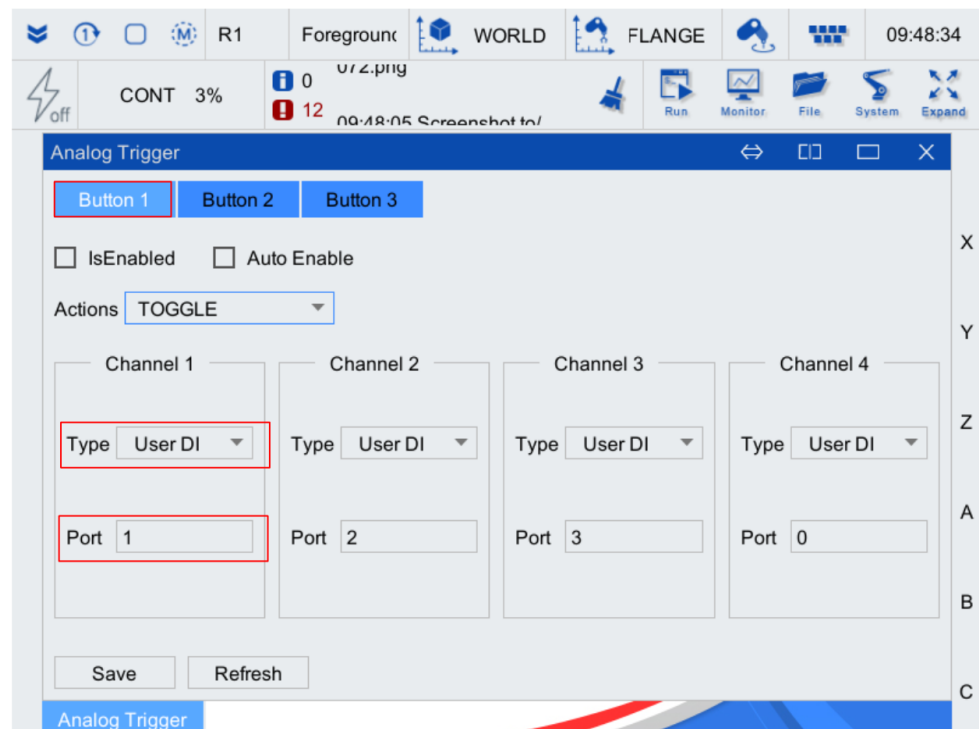 1 M R1 Foreground WORLD FLANGE 09:48:34
off CONT 3% 0 072.png
12 09:48:05 Screenshot to/
Run Monitor File System Expand
Analog Trigger
Button 1 Button 2 Button 3
IsEnabled Auto Enable
Actions TOGGLE
Channel 1 Channel 2 Channel 3 Channel 4
Type User DI Type User DI Type User DI Type User DI
Port 1 Port 2 Port 3 Port 0
Save Refresh
Analog Trigger
X
Y
Z
A
B
C